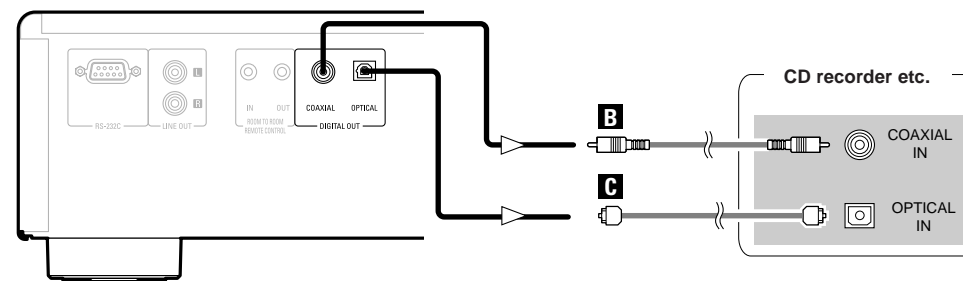 RS-232C
L
R
LINE OUT
IN
OUT
ROOM TO ROOM
REMOTE CONTROL
COAXIAL
OPTICAL
DIGITAL OUT
B
C
CD recorder etc.
COAXIAL
IN
OPTICAL
IN